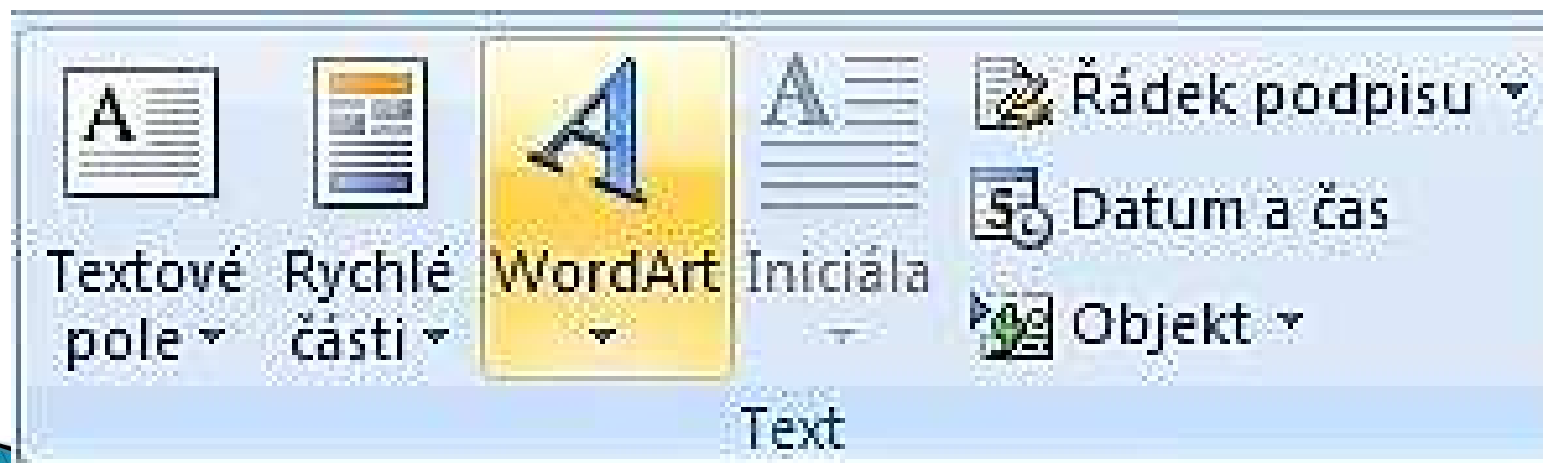 Textové
pole
Rychlé
části
WordArt
Iniciála
Řádek podpisu
Datum a čas
Objekt
Text